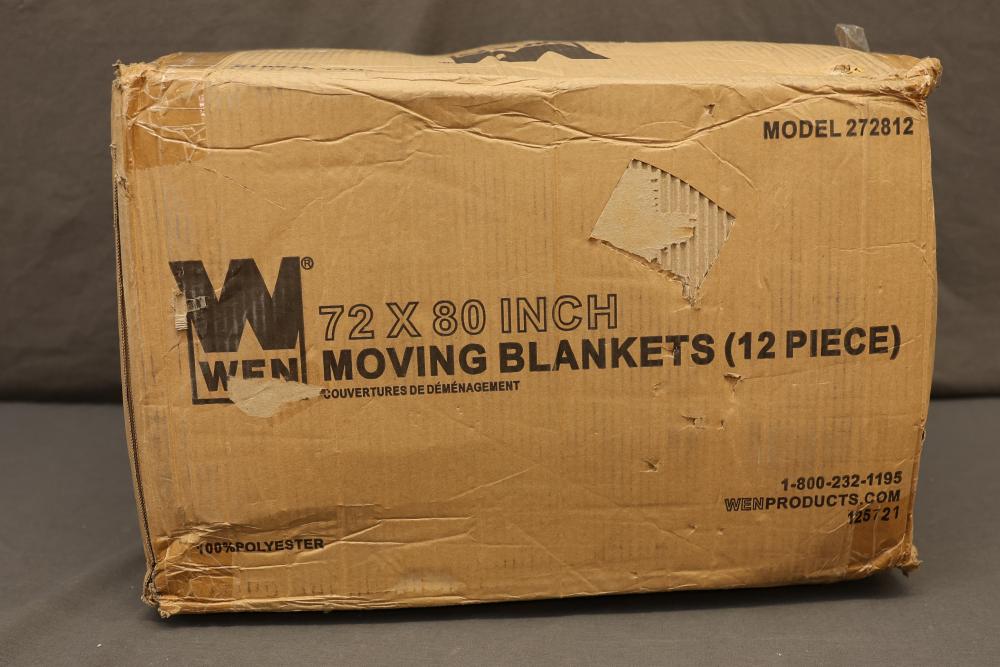 MODEL 272812
W®
WEN
72 X 80 INCH
MOVING BLANKETS (12 PIECE)
COUVERTURES DE DÉMÉNAGEMENT
1-800-232-1195
WENPRODUCTS.COM
125721
100%POLYESTER